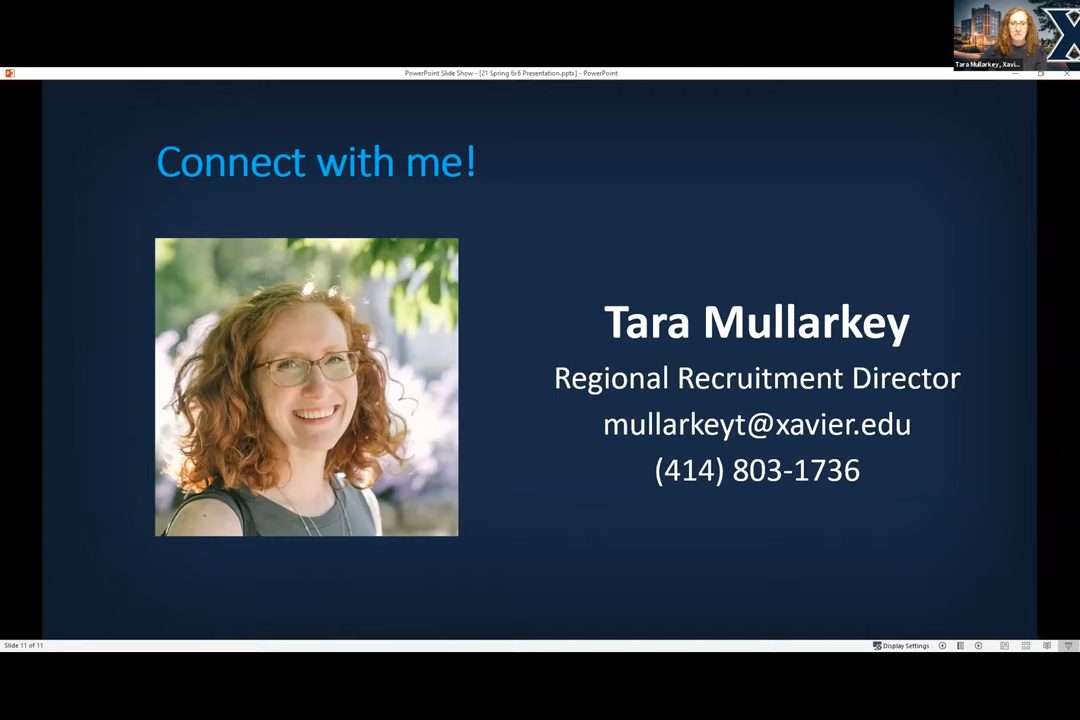 Tara Mullarkey, Xavi...
PowerPoint Slide Show - [21 Spring 6x6 Presentation.pptx] - PowerPoint
Connect with me!
Tara Mullarkey
Regional Recruitment Director
mullarkeyt@xavier.edu
(414) 803-1736
Slide 11 of 11
Display Settings